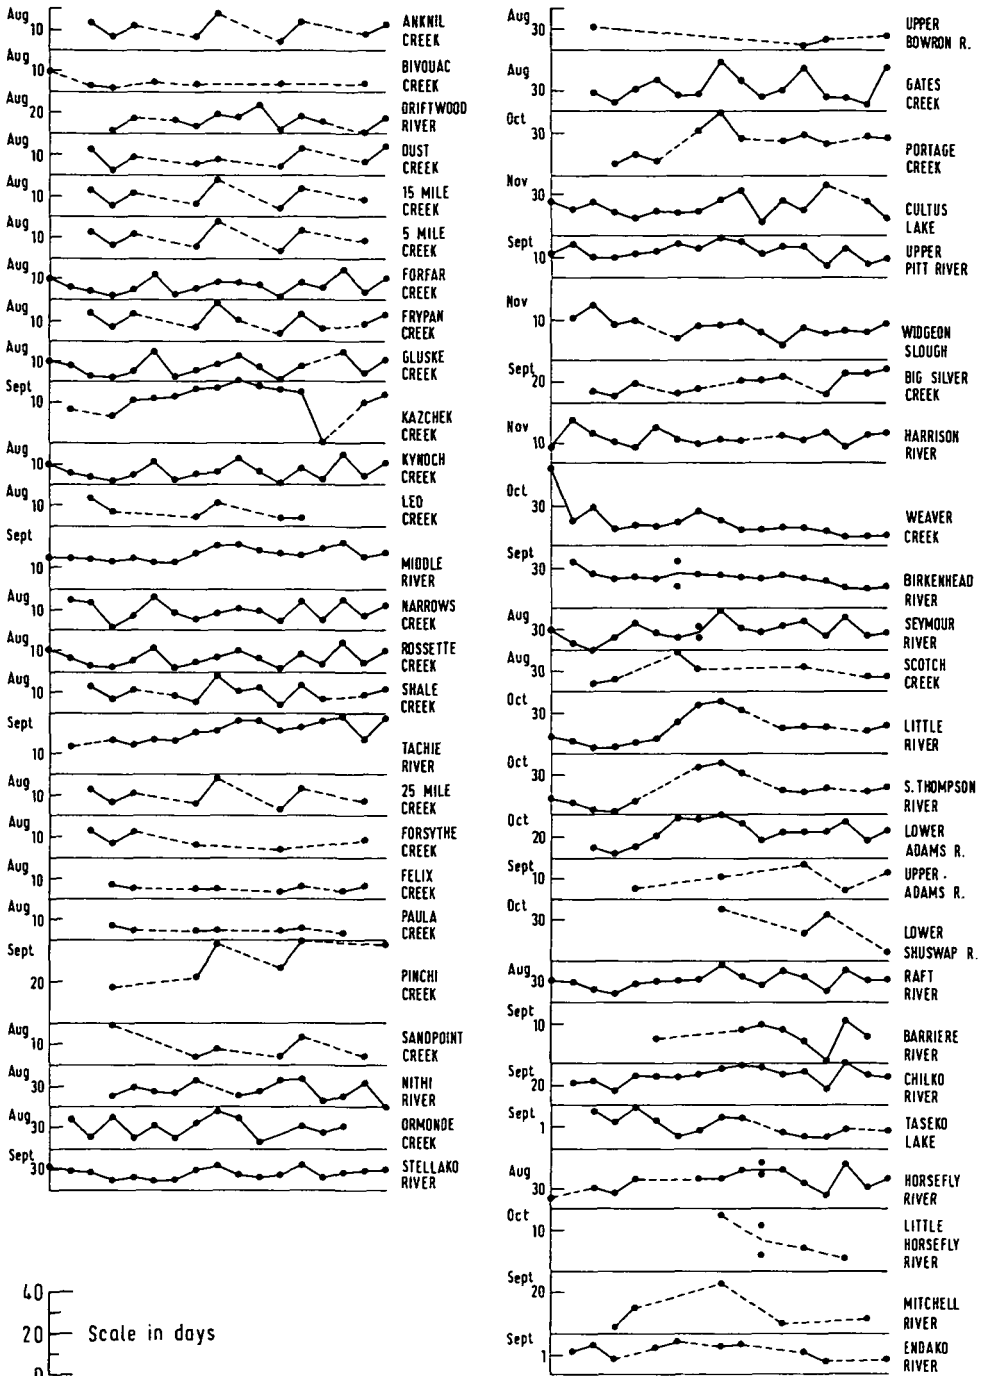 Aug
10
ANKNIL
CREEK
Aug
10
BIVOUAC
CREEK
Aug
20
DRIFTWOOD
RIVER
Aug
10
DUST
CREEK
Aug
10
15 MILE
CREEK
Aug
10
5 MILE
CREEK
Aug
10
FORFAR
CREEK
Aug
10
FRYPAN
CREEK
Aug
10
GLUSKE
CREEK
Sept
10
KAZCHEK
CREEK
Aug
10
KYNOCH
CREEK
Aug
10
LEO
CREEK
Sept
10
MIDDLE
RIVER
Aug
10
NARROWS
CREEK
Aug
10
ROSSETTE
CREEK
Aug
10
SHALE
CREEK
Sept
10
TACHIE
RIVER
Aug
10
25 MILE
CREEK
Aug
10
FORSYTHE
CREEK
Aug
10
FELIX
CREEK
Aug
10
PAULA
CREEK
Sept
20
PINCHI
CREEK
Aug
10
SANDPOINT
CREEK
Aug
30
NITHI
RIVER
Aug
30
ORMONDE
CREEK
Sept
30
STELLAKO
RIVER
40
20
0
Scale in days
Aug
30
UPPER
BOWRON R.
Aug
30
GATES
CREEK
Oct
30
PORTAGE
CREEK
Nov
30
CULTUS
LAKE
Sept
10
UPPER
PITT RIVER
Nov
10
WIDGEON
SLOUGH
Sept
20
BIG SILVER
CREEK
Nov
10
HARRISON
RIVER
Oct
30
WEAVER
CREEK
Sept
30
BIRKENHEAD
RIVER
Aug
30
SEYMOUR
RIVER
Aug
30
SCOTCH
CREEK
Oct
30
LITTLE
RIVER
Oct
30
S.THOMPSON
RIVER
Oct
20
LOWER
ADAMS R.
Sept
10
UPPER
ADAMS R.
Oct
30
LOWER
SHUSWAP R.
Aug
30
RAFT
RIVER
Sept
10
BARRIERE
RIVER
Sept
20
CHILKO
RIVER
Sept
1
TASEKO
LAKE
Aug
30
HORSEFLY
RIVER
Oct
10
LITTLE
HORSEFLY
RIVER
Sept
20
MITCHELL
RIVER
Sept
1
ENDAKO
RIVER